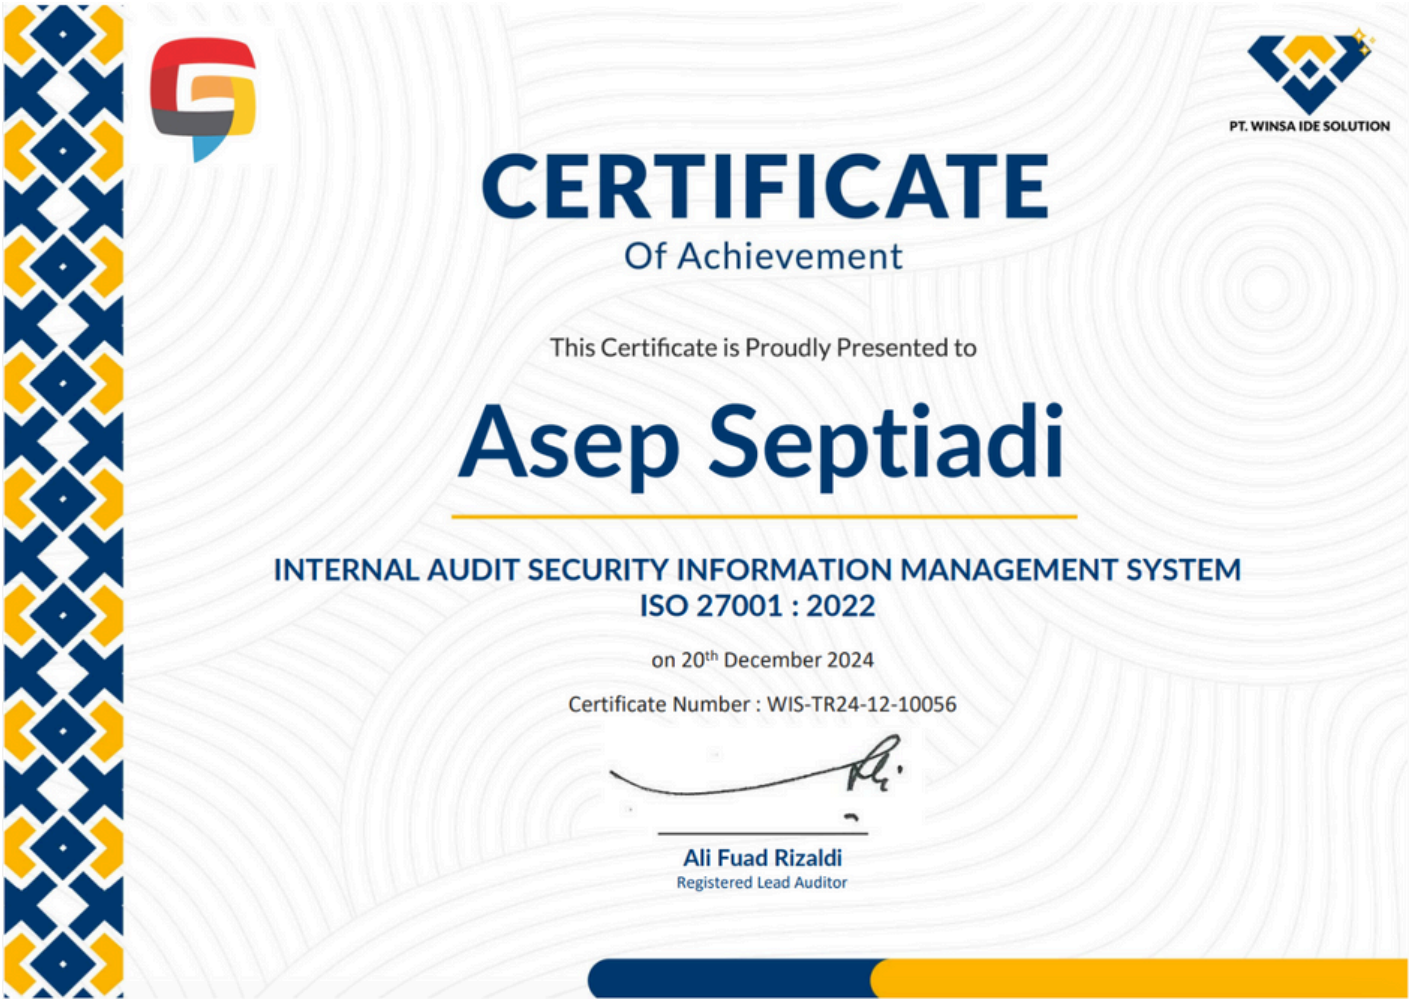 PT. WINSA IDE SOLUTION
CERTIFICATE
Of Achievement
This Certificate is Proudly Presented to
Asep Septiadi
INTERNAL AUDIT SECURITY INFORMATION MANAGEMENT SYSTEM
ISO 27001 : 2022
on 20th December 2024
Certificate Number : WIS-TR24-12-10056
Ali Fuad Rizaldi
Registered Lead Auditor